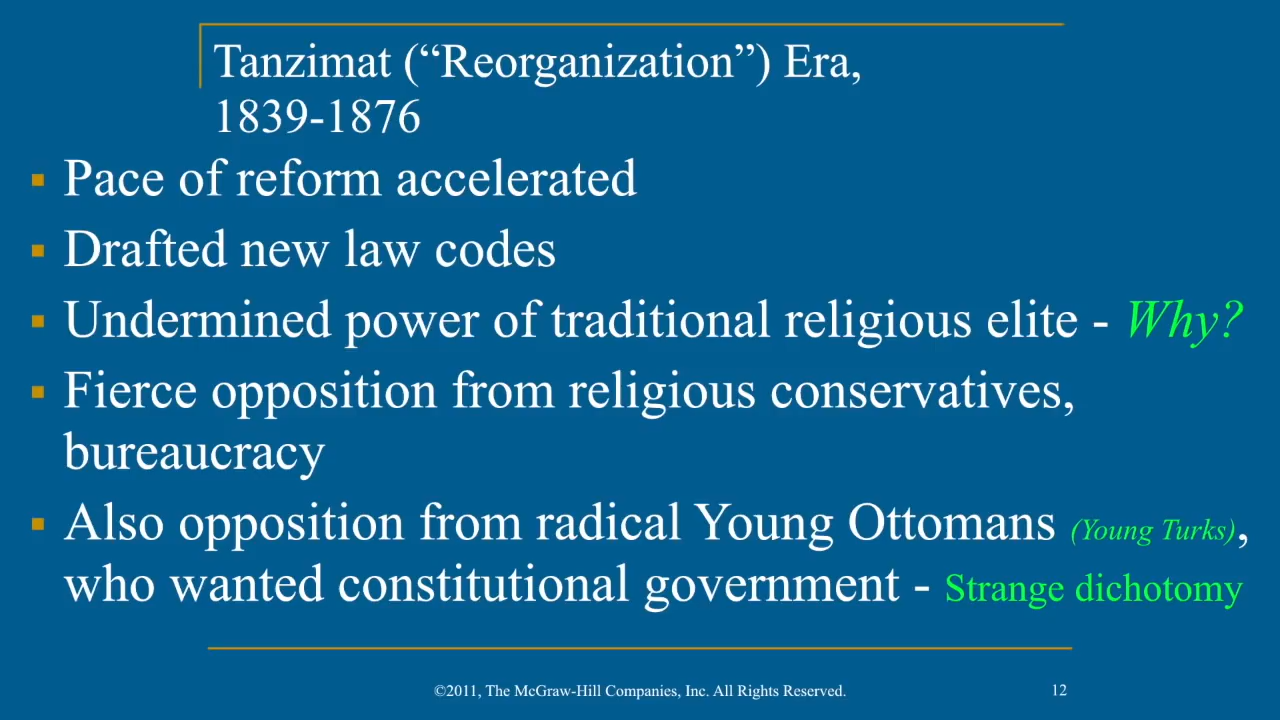 Tanzimat (“Reorganization”) Era,
1839-1876
▪ Pace of reform accelerated
▪ Drafted new law codes
▪ Undermined power of traditional religious elite - Why?
▪ Fierce opposition from religious conservatives,
bureaucracy
▪ Also opposition from radical Young Ottomans (Young Turks),
who wanted constitutional government - Strange dichotomy
©2011, The McGraw-Hill Companies, Inc. All Rights Reserved.
12